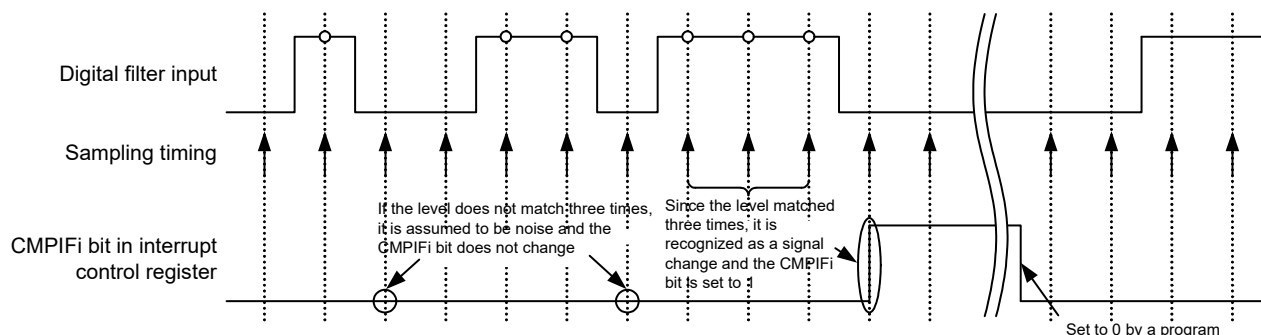 Digital filter input
Sampling timing
If the level does not match three times,
it is assumed to be noise and the
CMPIFi bit does not change
Since the level matched
three times, it is
recognized as a signal
change and the CMPIFi
bit is set to 1
CMPIFi bit in interrupt
control register
Set to 0 by a program